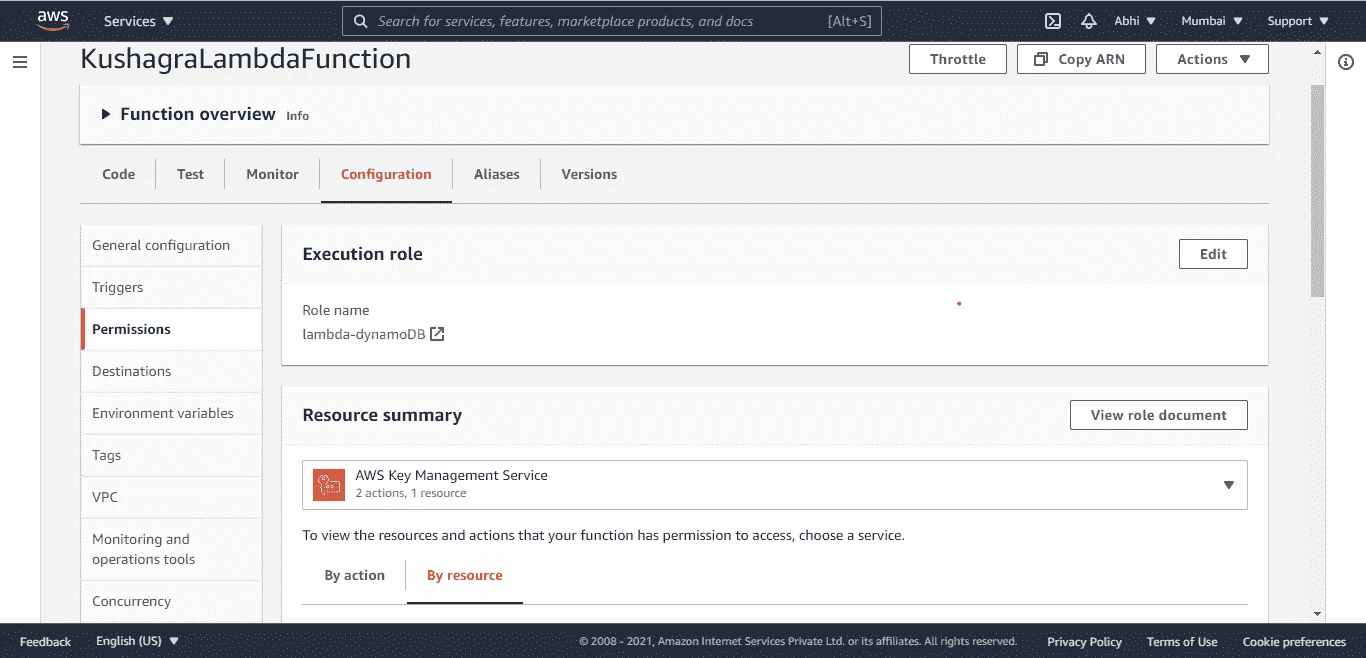 aws Services Search for services, features, marketplace products, and docs [Alt+S] Abhi Mumbai Support
KushagraLambdaFunction Throttle Copy ARN Actions
Function overview Info
Code Test Monitor Configuration Aliases Versions
General configuration
Triggers
Permissions
Destinations
Environment variables
Tags
VPC
Monitoring and
operations tools
Concurrency
Execution role Edit
Role name
lambda-dynamoDB
Resource summary View role document
AWS Key Management Service
2 actions, 1 resource
To view the resources and actions that your function has permission to access, choose a service.
By action By resource
Feedback English (US) © 2008 - 2021, Amazon Internet Services Private Ltd. or its affiliates. All rights reserved. Privacy Policy Terms of Use Cookie preferences